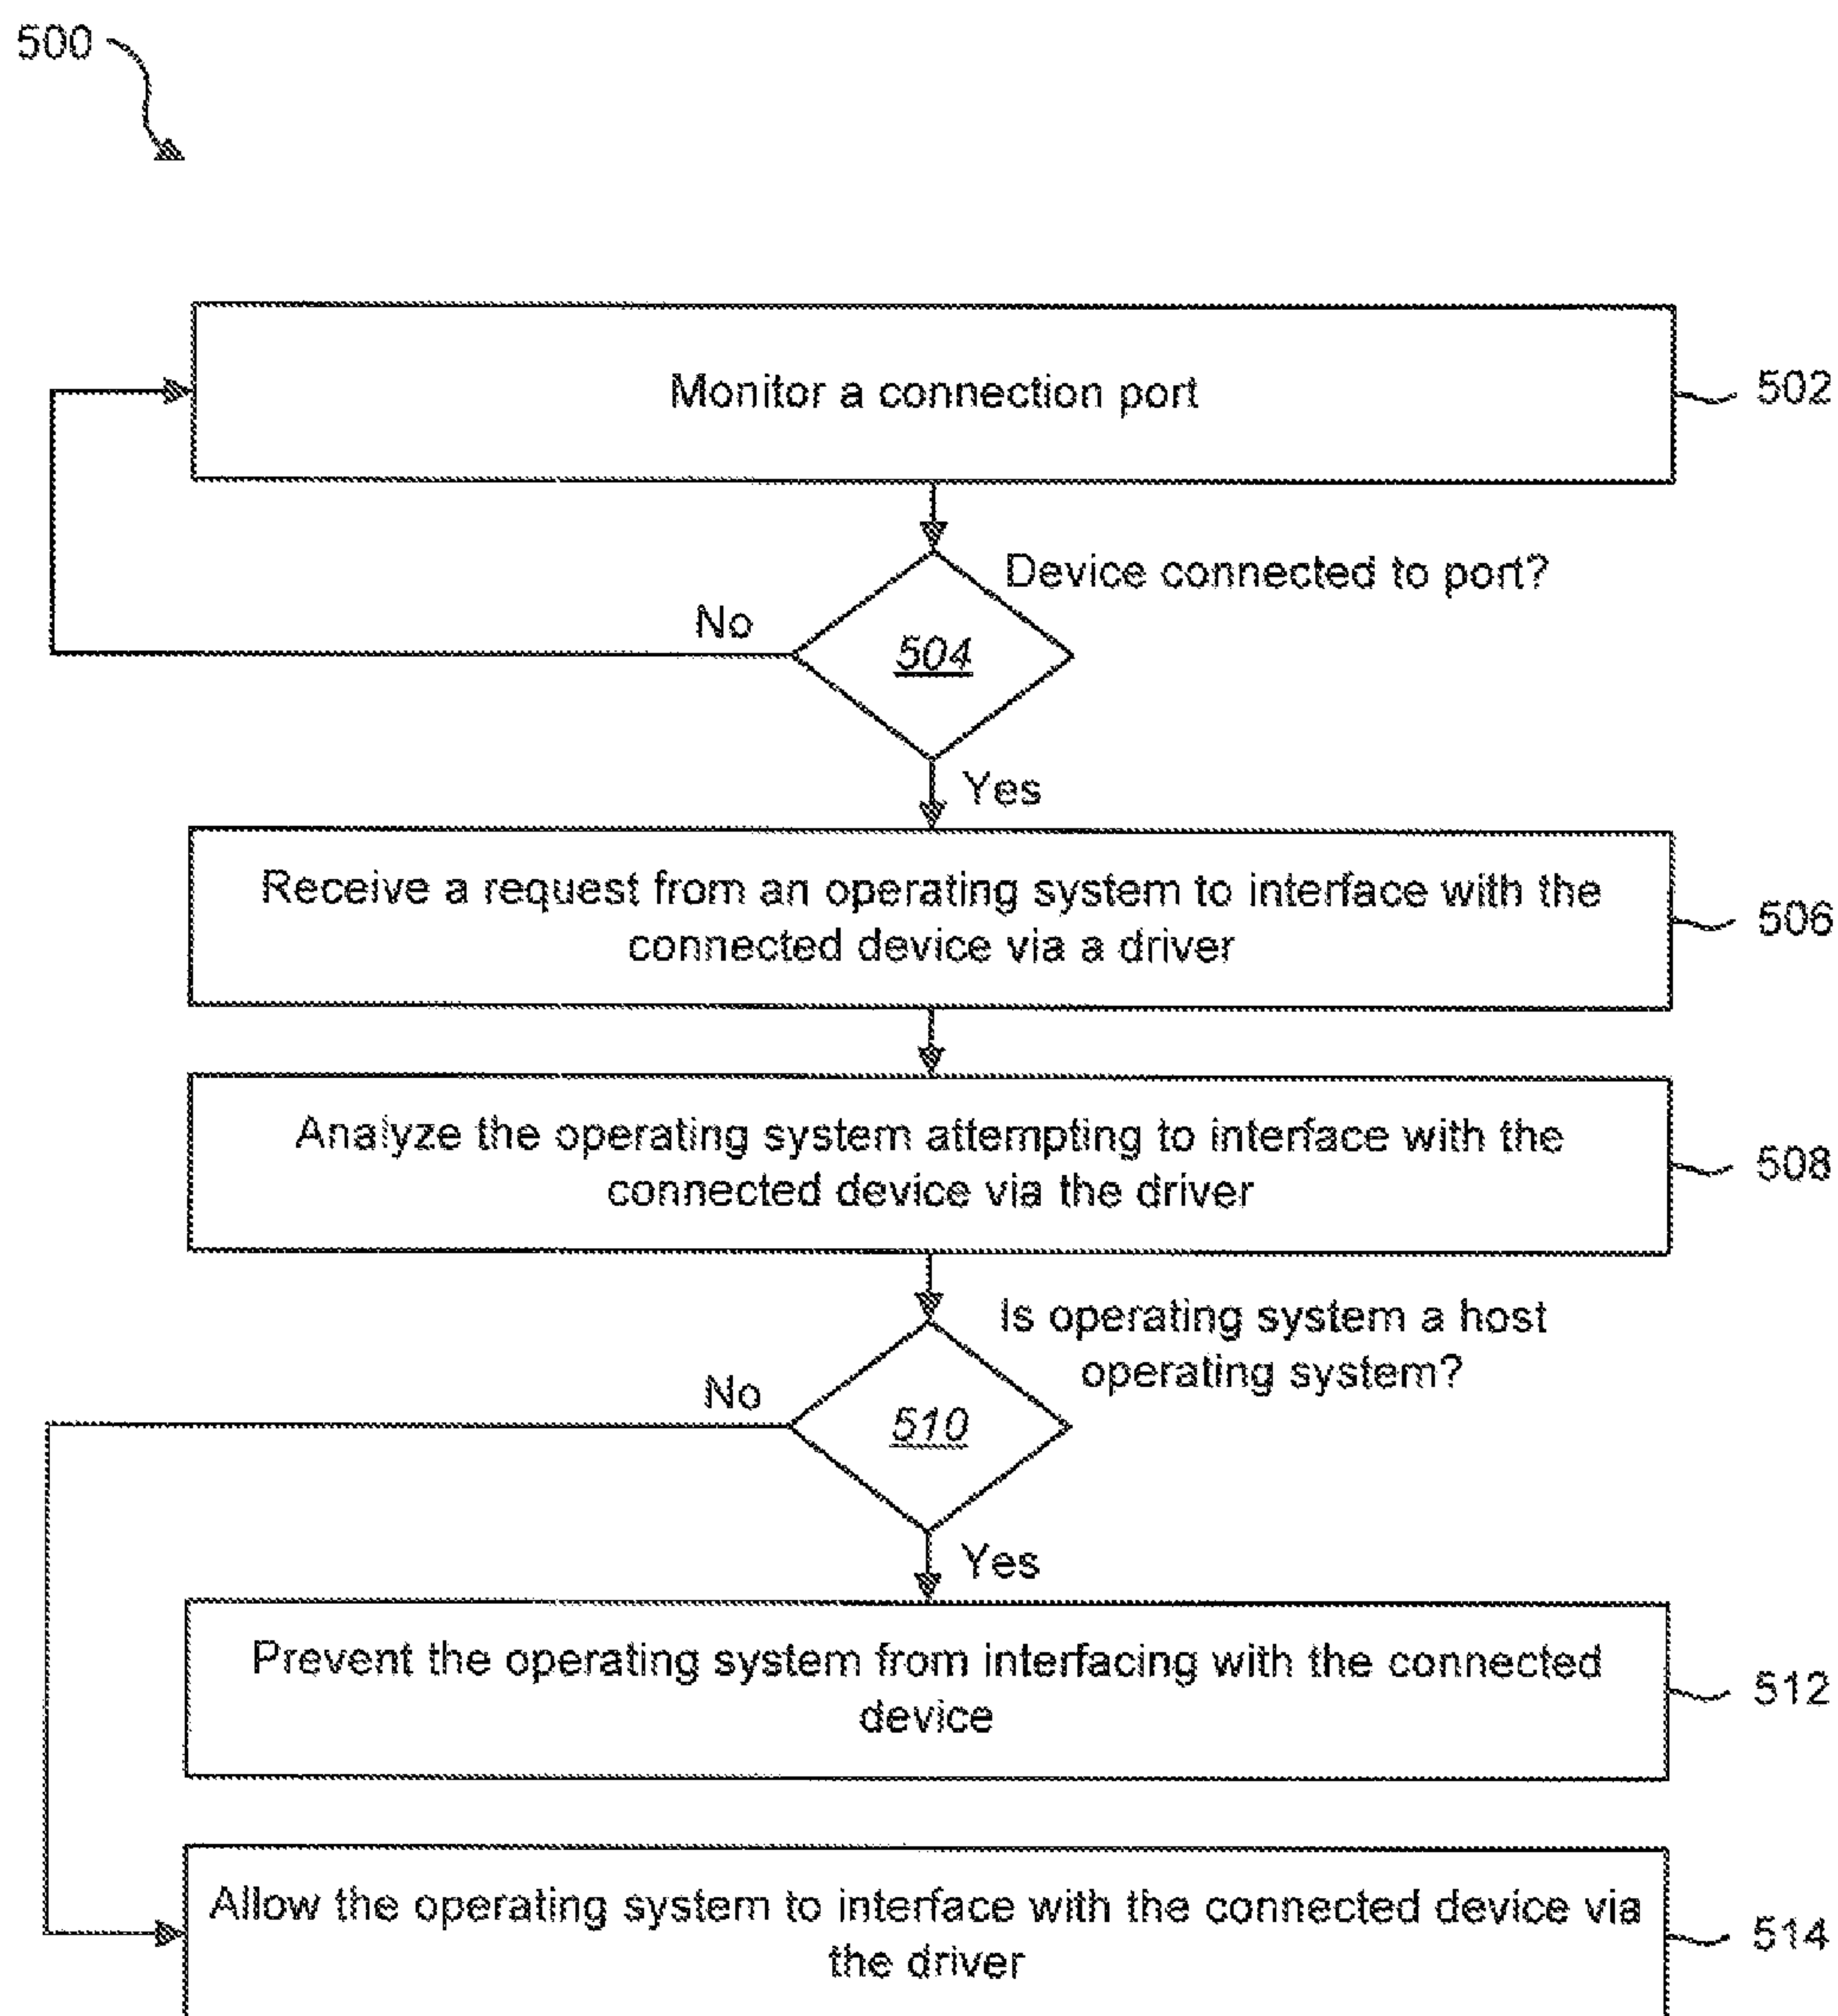 500
Monitor a connection port
502
Device connected to port?
No
504
Yes
Receive a request from an operating system to interface with the
connected device via a driver
506
Analyze the operating system attempting to interface with the
connected device via the driver
508
Is operating system a host
operating system?
No
510
Yes
Prevent the operating system from interfacing with the connected
device
512
Allow the operating system to interface with the connected device via
the driver
514